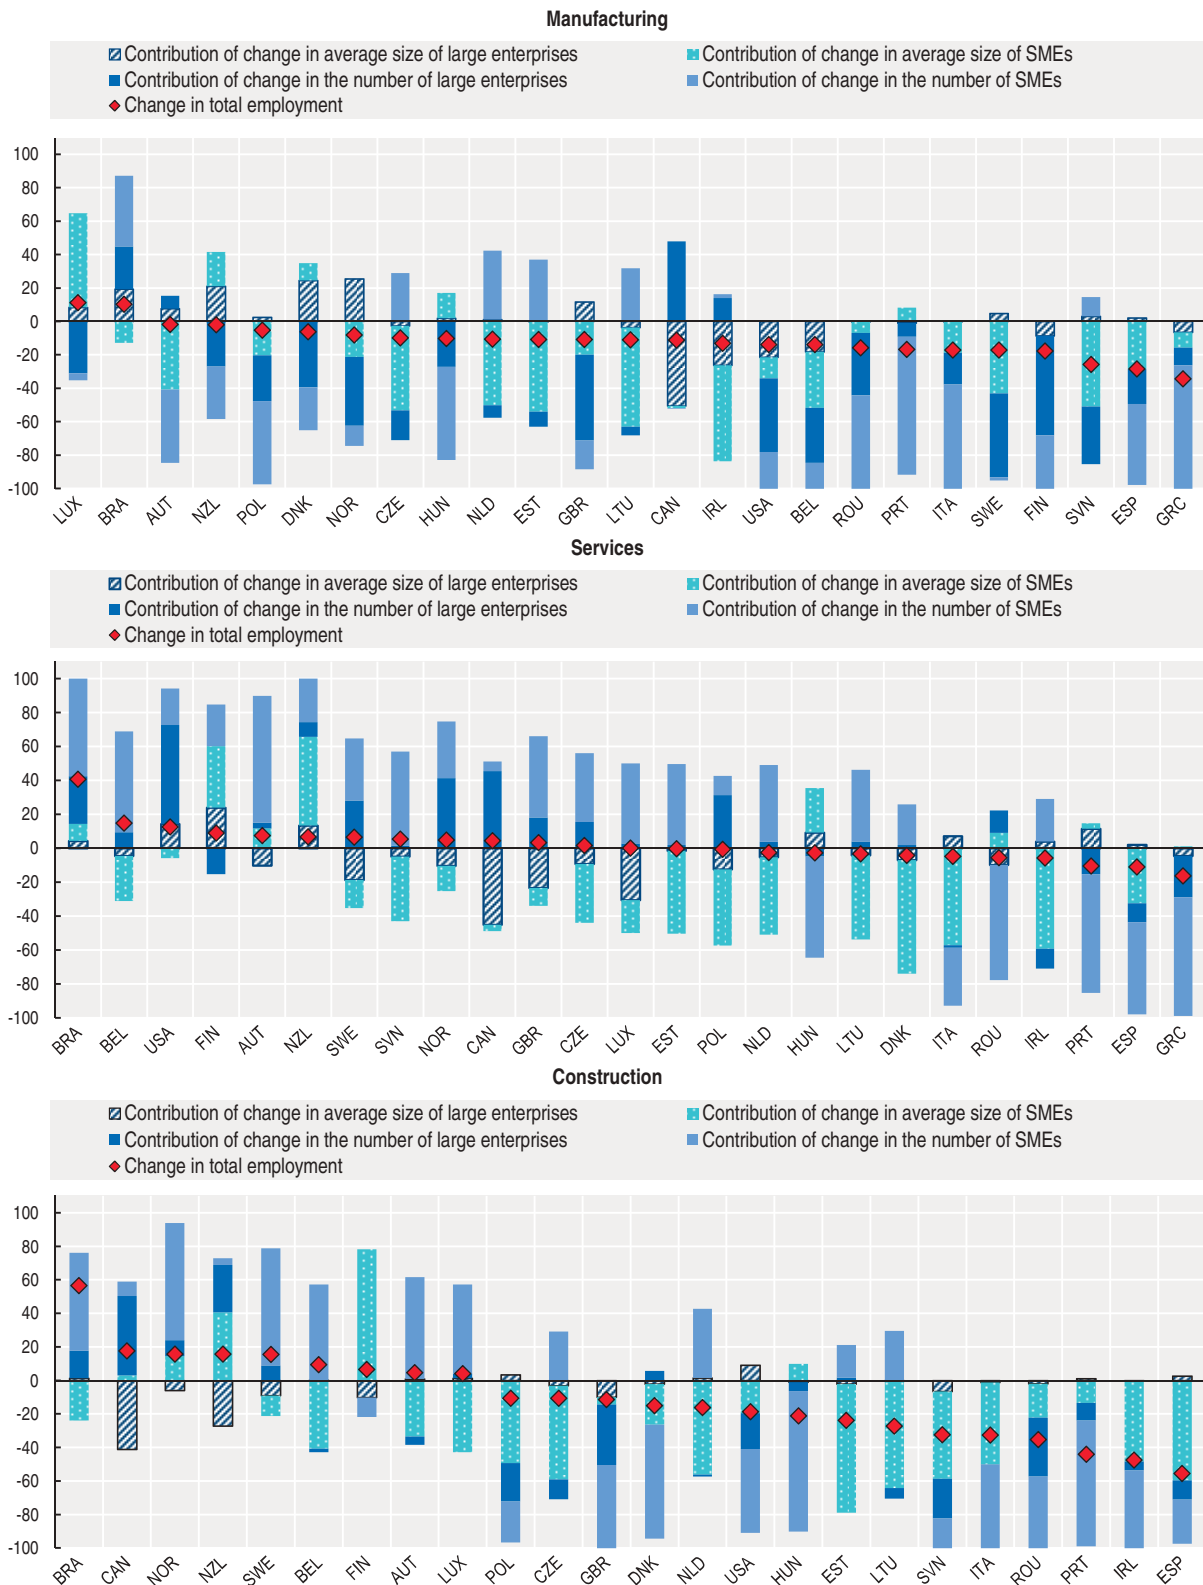 Manufacturing
Contribution of change in average size of large enterprises
Contribution of change in average size of SMEs
Contribution of change in the number of large enterprises
Contribution of change in the number of SMEs
Change in total employment
100
80
60
40
20
0
-20
-40
-60
-80
-100
LUX BRA AUT NZL POL DNK NOR CZE HUN NLD EST GBR LTU CAN IRL USA BEL ROU PRT ITA SWE FIN SVN ESP GRC
Services
Contribution of change in average size of large enterprises
Contribution of change in average size of SMEs
Contribution of change in the number of large enterprises
Contribution of change in the number of SMEs
Change in total employment
100
80
60
40
20
0
-20
-40
-60
-80
-100
BRA BEL USA FIN AUT NZL SWE SVN NOR CAN GBR CZE LUX EST POL NLD HUN LTU DNK ITA ROU IRL PRT ESP GRC
Construction
Contribution of change in average size of large enterprises
Contribution of change in average size of SMEs
Contribution of change in the number of large enterprises
Contribution of change in the number of SMEs
Change in total employment
100
80
60
40
20
0
-20
-40
-60
-80
-100
BRA CAN NOR NZL SWE BEL FIN AUT LUX POL CZE GBR DNK NLD USA HUN EST LTU SVN ITA ROU PRT IRL ESP